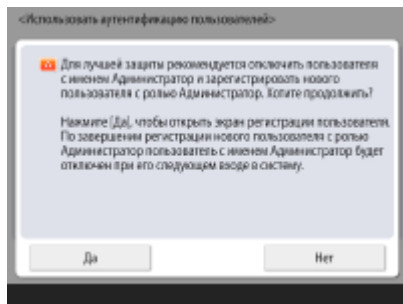 <Использовать аутентификацию пользователей>
Для лучшей защиты рекомендуется отключить пользователя
с именем Администратор и зарегистрировать нового
пользователя с ролью Администратор. Хотите продолжить?
Нажмите [Да], чтобы открыть экран регистрации пользователя.
По завершении регистрации нового пользователя с ролью
Администратор пользователь с именем Администратор будет
отключен при его следующем входе в систему.
Да
Нет